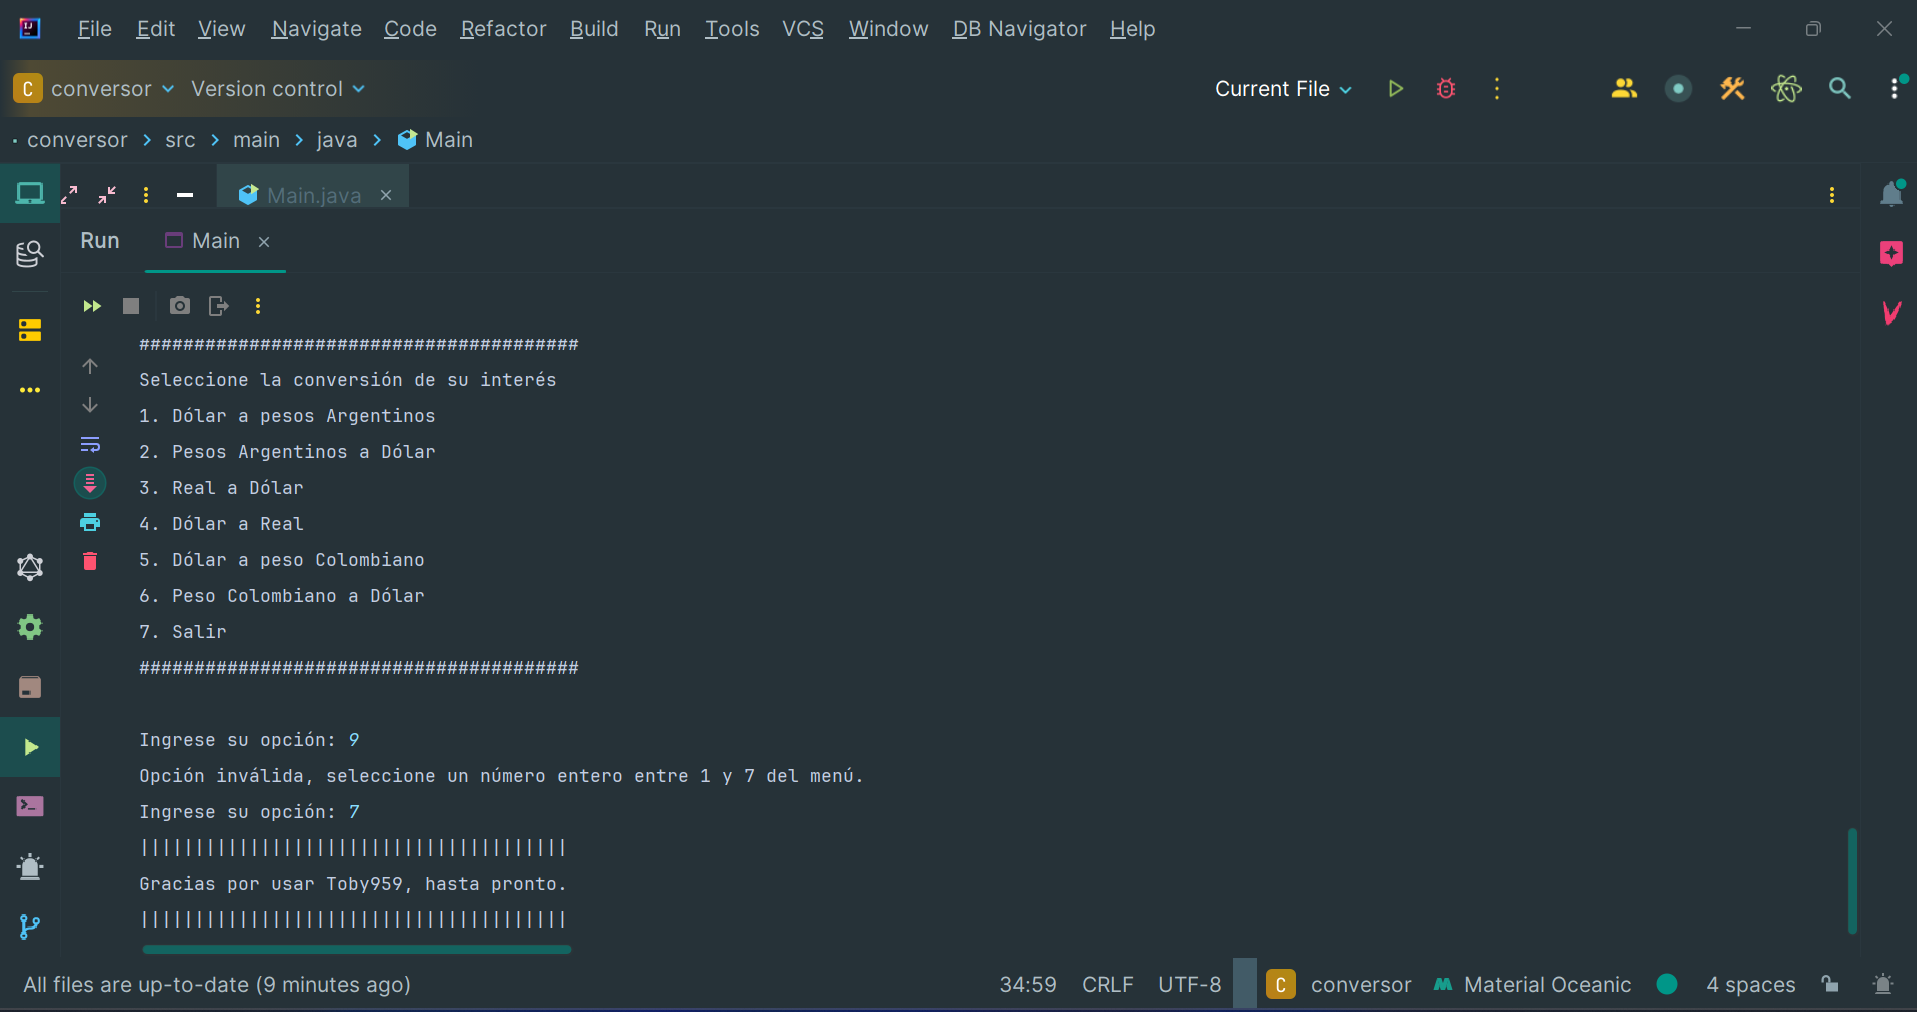 File Edit View Navigate Code Refactor Build Run Tools VCS Window DB Navigator Help
C conversor Version control Current File
conversor > src > main > java > Main
Main.java
Run Main
########################################
Seleccione la conversión de su interés
1. Dólar a pesos Argentinos
2. Pesos Argentinos a Dólar
3. Real a Dólar
4. Dólar a Real
5. Dólar a peso Colombiano
6. Peso Colombiano a Dólar
7. Salir
########################################
Ingrese su opción: 9
Opción inválida, seleccione un número entero entre 1 y 7 del menú.
Ingrese su opción: 7
|||||||||||||||||||||||||||||||||||||||
Gracias por usar Toby959, hasta pronto.
|||||||||||||||||||||||||||||||||||||||
All files are up-to-date (9 minutes ago) 34:59 CRLF UTF-8 C conversor Material Oceanic 4 spaces